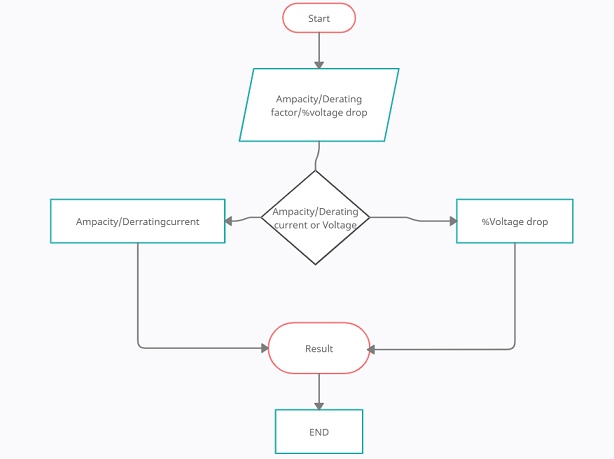 Start
Ampacity/Derating
factor/%voltage drop
Ampacity/Derating
current or Voltage
Ampacity/Derratingcurrent
%Voltage drop
Result
END